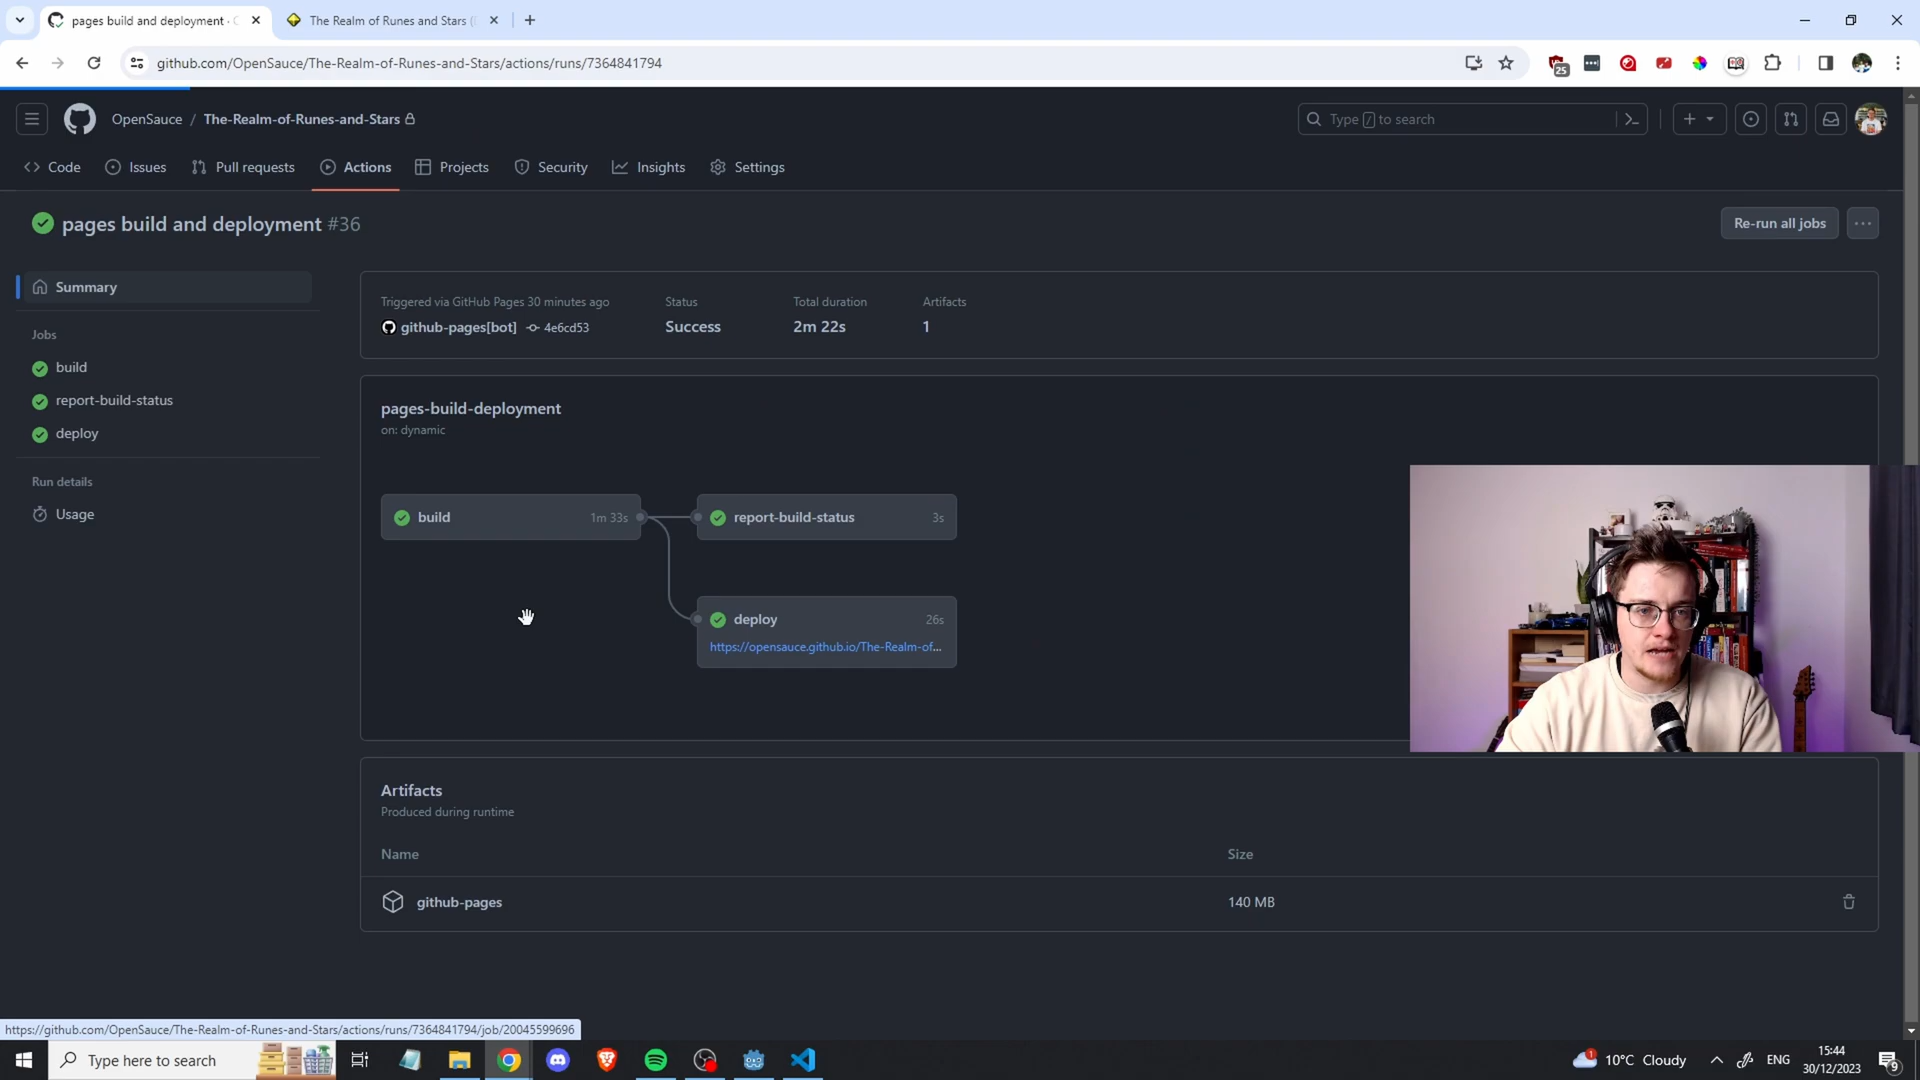 pages build and deployment ·
The Realm of Runes and Stars (
github.com/OpenSauce/The-Realm-of-Runes-and-Stars/actions/runs/7364841794
25
OpenSauce / The-Realm-of-Runes-and-Stars
Type / to search
Code
Issues
Pull requests
Actions
Projects
Security
Insights
Settings
pages build and deployment #36
Re-run all jobs
Summary
Jobs
build
report-build-status
deploy
Run details
Usage
Triggered via GitHub Pages 30 minutes ago
github-pages[bot] 4e6cd53
Status
Success
Total duration
2m 22s
Artifacts
1
pages-build-deployment
on: dynamic
build 1m 33s
report-build-status 3s
deploy 26s
https://opensauce.github.io/The-Realm-of...
Artifacts
Produced during runtime
Name Size
github-pages 140 MB
https://github.com/OpenSauce/The-Realm-of-Runes-and-Stars/actions/runs/7364841794/job/20045599696
Type here to search
1
10°C Cloudy
ENG
15:44
30/12/2023
9